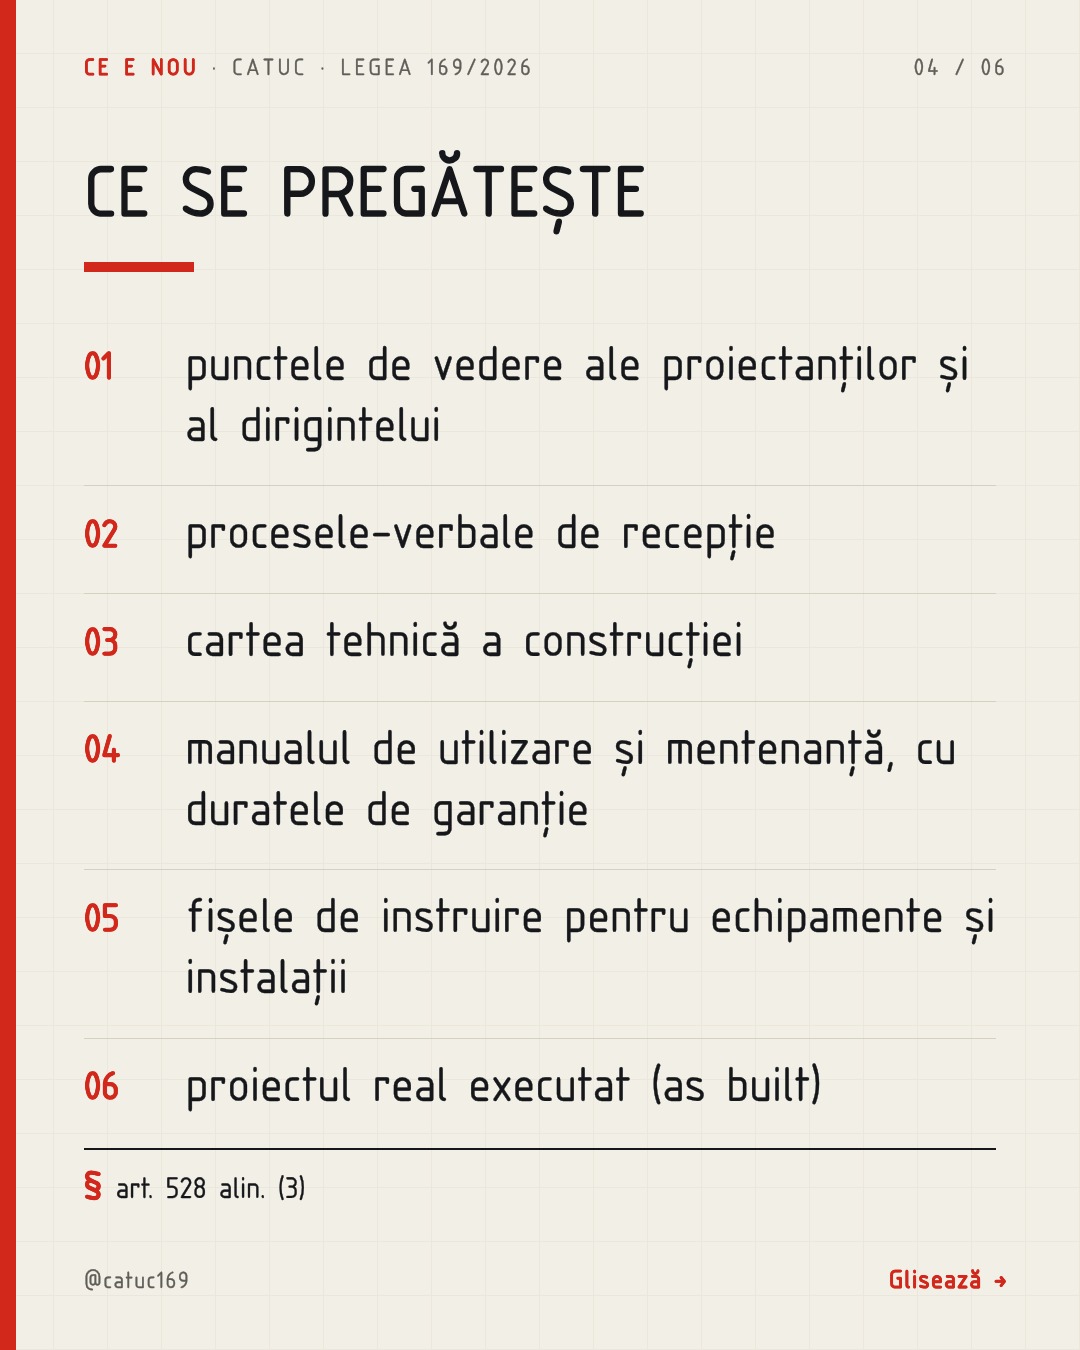 CE E NOU · CATUC · LEGEA 169/2026
04 / 06
CE SE PREGĂTEȘTE
01 punctele de vedere ale proiectanților și
al dirigintelui
02 procesele-verbale de recepție
03 cartea tehnică a construcției
04 manualul de utilizare și mentenanță, cu
duratele de garanție
05 fișele de instruire pentru echipamente și
instalații
06 proiectul real executat (as built)
§ art. 528 alin. (3)
@catuc169
Glisează →